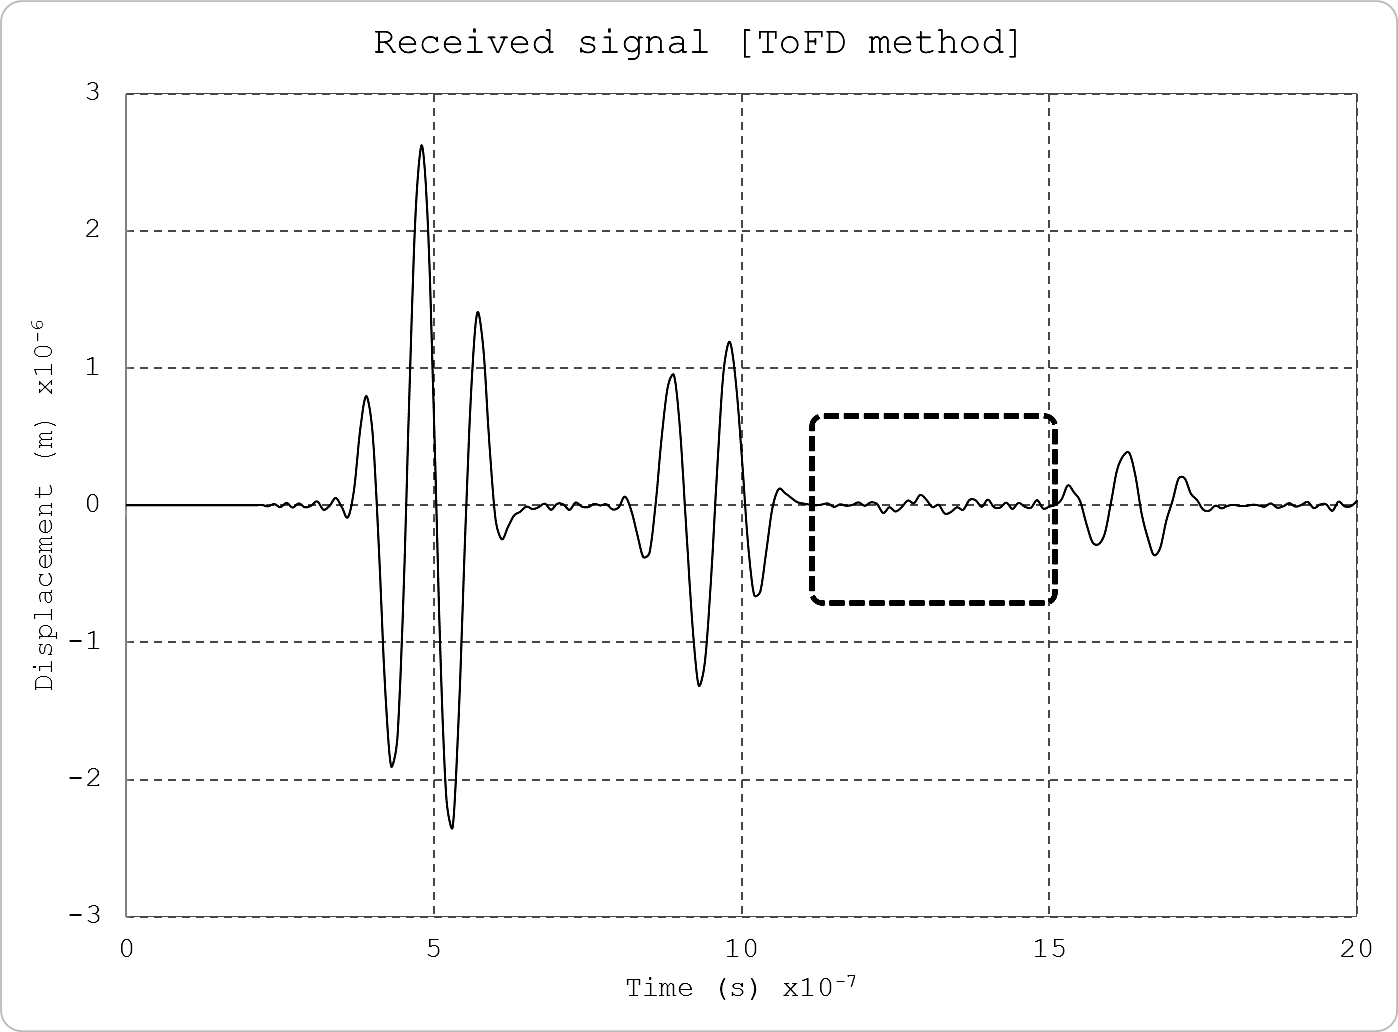 Received signal [ToFD method]
3
2
1
0
-1
-2
-3
Displacement (m) x10⁻⁶
0 5 10 15 20
Time (s) x10⁻⁷